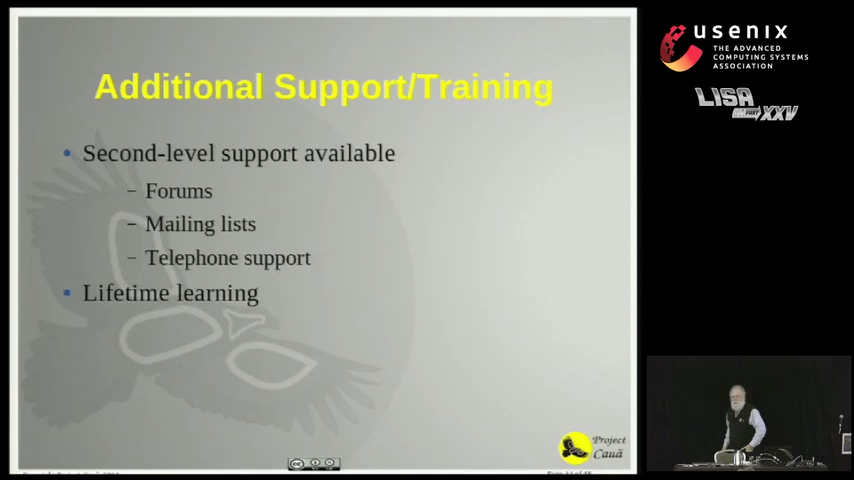 Additional Support/Training
• Second-level support available
– Forums
– Mailing lists
– Telephone support
• Lifetime learning
Project
Cauã
usenix
THE ADVANCED
COMPUTING SYSTEMS
ASSOCIATION
LISA
PART XXV